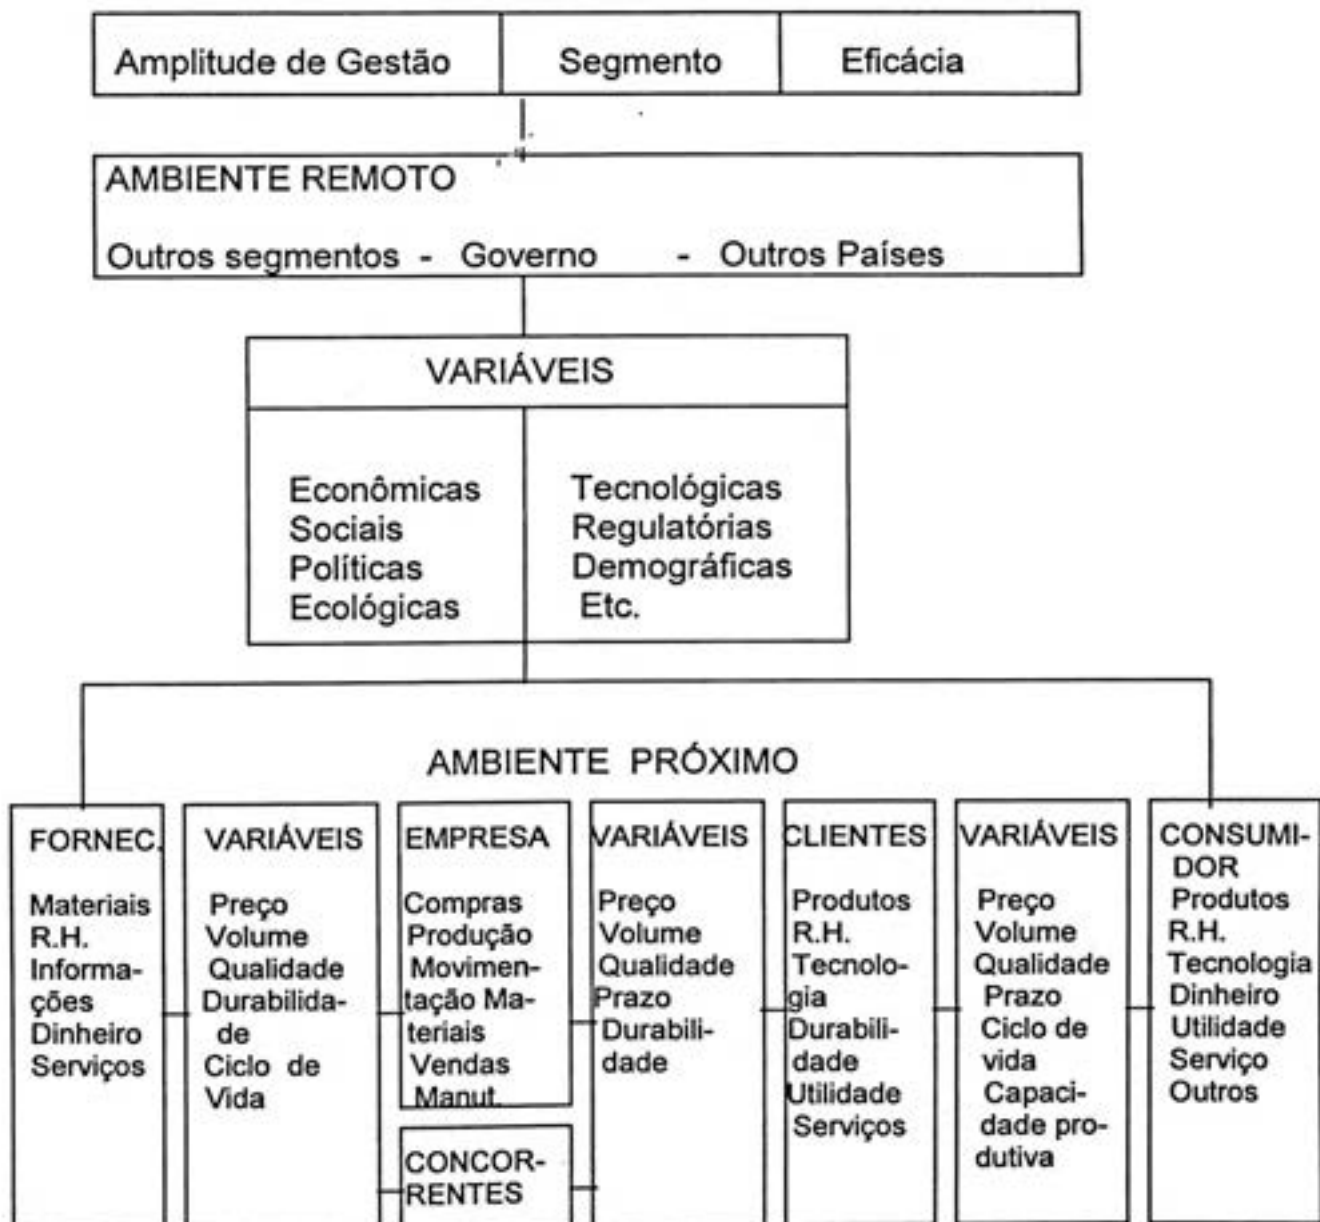 Amplitude de Gestão
Segmento
Eficácia
AMBIENTE REMOTO
Outros segmentos - Governo - Outros Países
VARIÁVEIS
Econômicas
Sociais
Políticas
Ecológicas
Tecnológicas
Regulatórias
Demográficas
Etc.
AMBIENTE PRÓXIMO
FORNEC.
Materiais
R.H.
Informa-
ções
Dinheiro
Serviços
VARIÁVEIS
Preço
Volume
Qualidade
Durabilida-
de
Ciclo de
Vida
EMPRESA
Compras
Produção
Movimen-
tação Ma-
teriais
Vendas
Manut.
CONCOR-
RENTES
VARIÁVEIS
Preço
Volume
Qualidade
Prazo
Durabili-
dade
CLIENTES
Produtos
R.H.
Tecnolo-
gia
Durabili-
dade
Utilidade
Serviços
VARIÁVEIS
Preço
Volume
Qualidade
Prazo
Ciclo de
vida
Capaci-
dade pro-
dutiva
CONSUMI-
DOR
Produtos
R.H.
Tecnologia
Dinheiro
Utilidade
Serviço
Outros